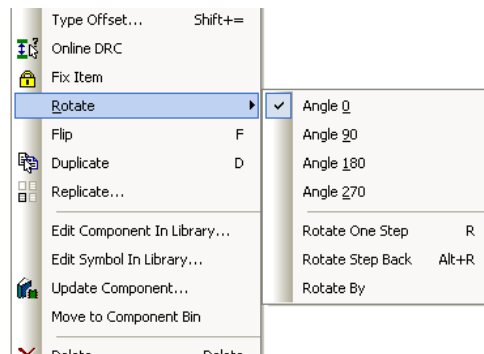 Type Offset... Shift+=
Online DRC
Fix Item
Rotate
Flip F
Duplicate D
Replicate...
Edit Component In Library...
Edit Symbol In Library...
Update Component...
Move to Component Bin
Delete Delete
Angle 0
Angle 90
Angle 180
Angle 270
Rotate One Step R
Rotate Step Back Alt+R
Rotate By